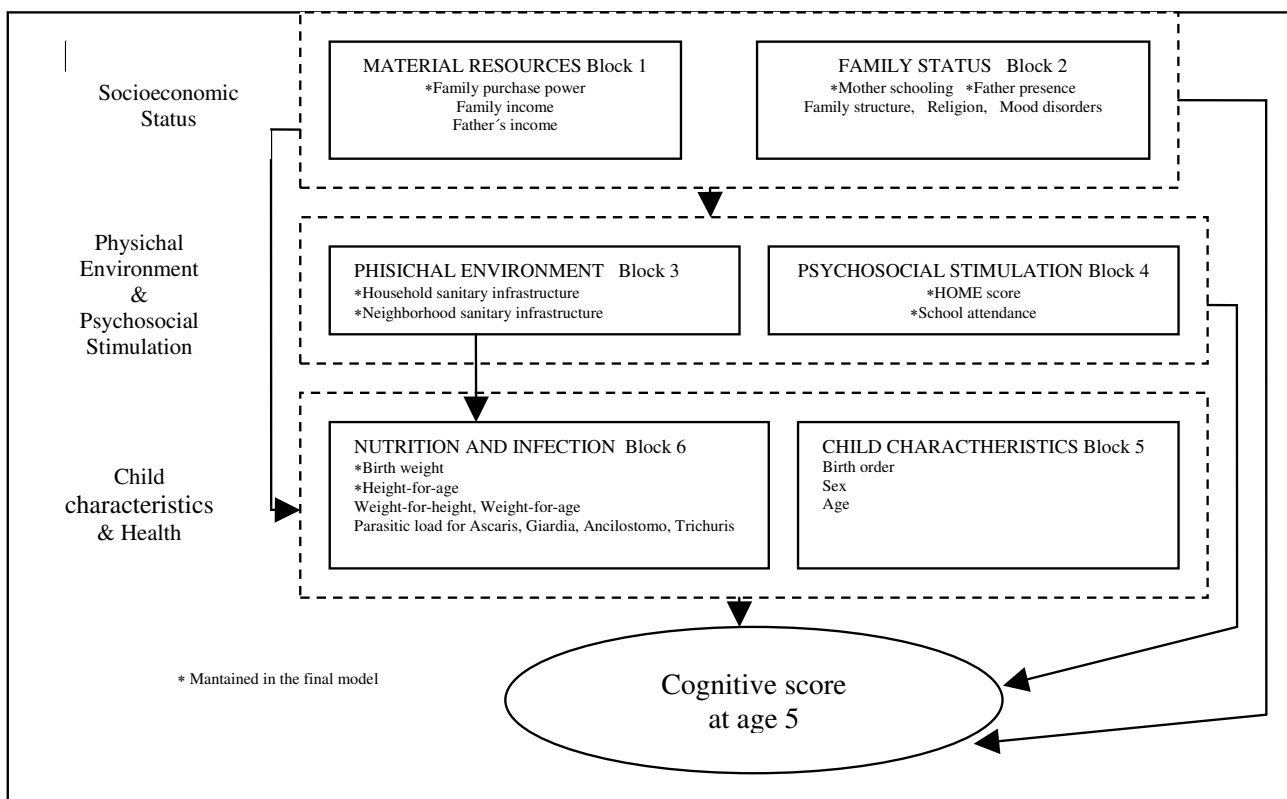 Socioeconomic
Status
MATERIAL RESOURCES Block 1
*Family purchase power
Family income
Father´s income
FAMILY STATUS Block 2
*Mother schooling *Father presence
Family structure, Religion, Mood disorders
Physichal
Environment
&
Psychosocial
Stimulation
PHISICHAL ENVIRONMENT Block 3
*Household sanitary infrastructure
*Neighborhood sanitary infrastructure
PSYCHOSOCIAL STIMULATION Block 4
*HOME score
*School attendance
Child
characteristics
& Health
NUTRITION AND INFECTION Block 6
*Birth weight
*Height-for-age
Weight-for-height, Weight-for-age
Parasitic load for Ascaris, Giardia, Ancilostomo, Trichuris
CHILD CHARACTHERISTICS Block 5
Birth order
Sex
Age
* Mantained in the final model
Cognitive score
at age 5